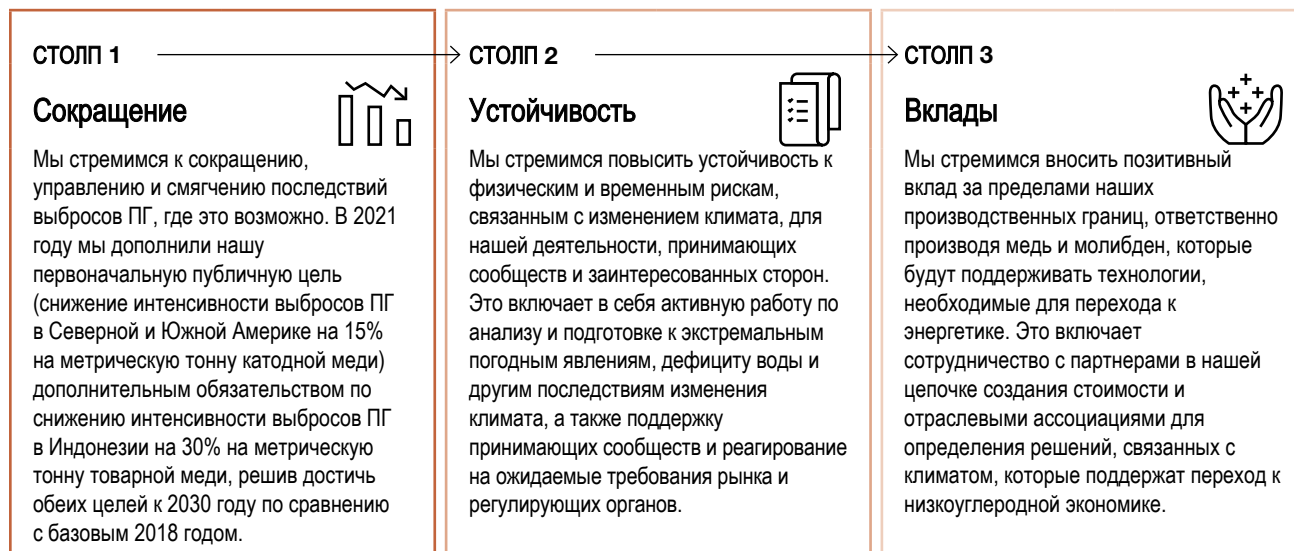 СТОЛП 1
Сокращение
Мы стремимся к сокращению,
управлению и смягчению последствий
выбросов ПГ, где это возможно. В 2021
году мы дополнили нашу
первоначальную публичную цель
(снижение интенсивности выбросов ПГ
в Северной и Южной Америке на 15%
на метрическую тонну катодной меди)
дополнительным обязательством по
снижению интенсивности выбросов ПГ
в Индонезии на 30% на метрическую
тонну товарной меди, решив достичь
обеих целей к 2030 году по сравнению
с базовым 2018 годом.
СТОЛП 2
Устойчивость
Мы стремимся повысить устойчивость к
физическим и временным рискам,
связанным с изменением климата, для
нашей деятельности, принимающих
сообществ и заинтересованных сторон.
Это включает в себя активную работу по
анализу и подготовке к экстремальным
погодным явлениям, дефициту воды и
другим последствиям изменения
климата, а также поддержку
принимающих сообществ и реагирование
на ожидаемые требования рынка и
регулирующих органов.
СТОЛП 3
Вклады
Мы стремимся вносить позитивный
вклад за пределами наших
производственных границ, ответственно
производя медь и молибден, которые
будут поддерживать технологии,
необходимые для перехода к
энергетике. Это включает
сотрудничество с партнерами в нашей
цепочке создания стоимости и
отраслевыми ассоциациями для
определения решений, связанных с
климатом, которые поддержат переход к
низкоуглеродной экономике.